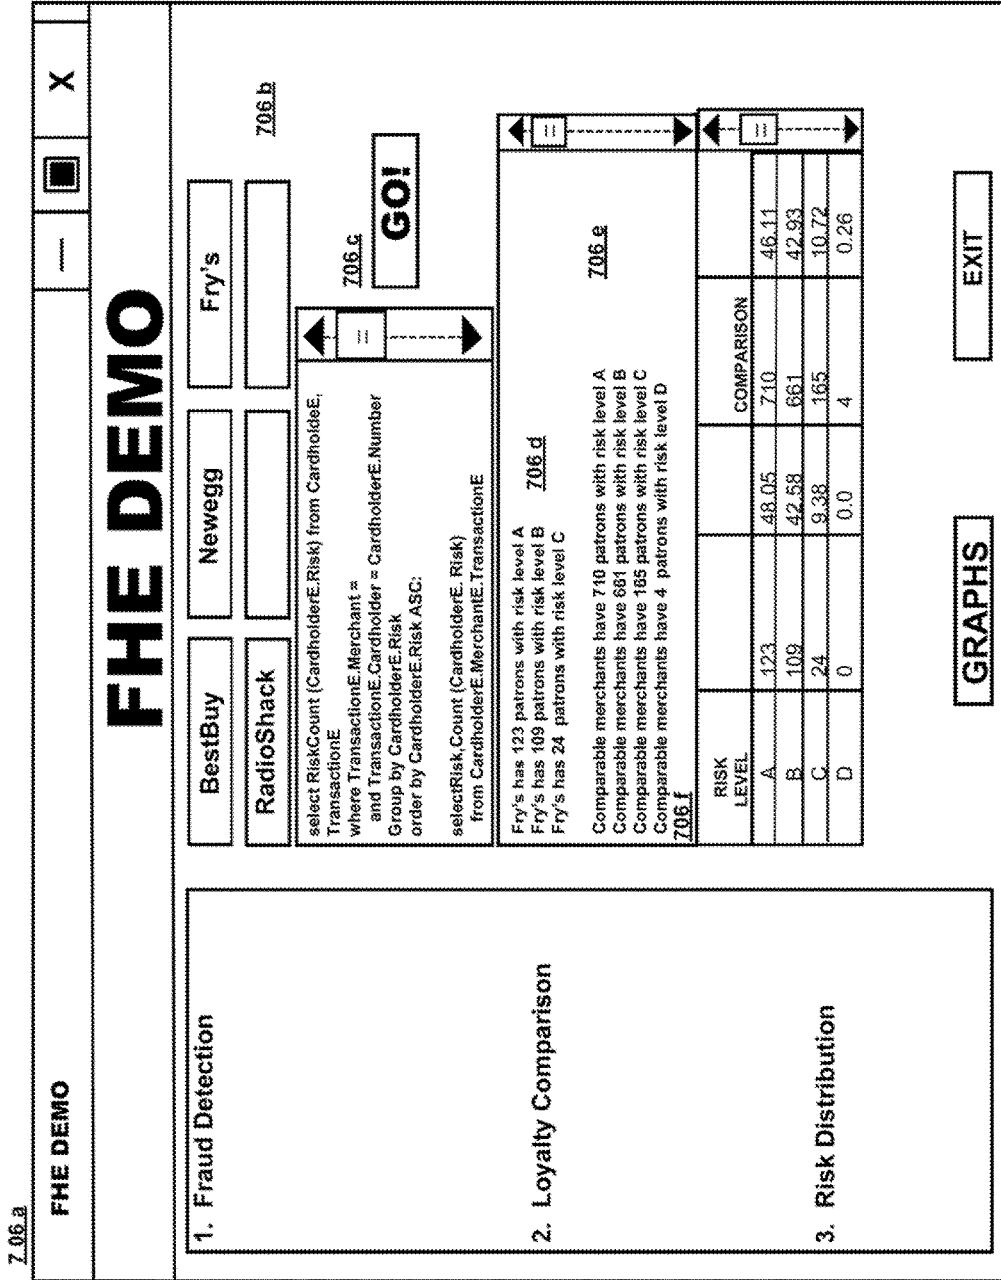 7 06 a
FHE DEMO
X
FHE DEMO
1. Fraud Detection
2. Loyalty Comparison
3. Risk Distribution
BestBuy Newegg Fry's
RadioShack
706 b
select RiskCount (CardholderE.Risk) from CardholdeE,
TransactionE
where TransactionE.Merchant =
and TransactionE.Cardholder = CardholderE.Number
Group by CardholderE.Risk
order by CardholderE.Risk ASC:
selectRisk,Count (CardholderE. Risk)
from CardholderE.MerchantE.TransactionE
706 c
GO!
Fry's has 123 patrons with risk level A
Fry's has 109 patrons with risk level B
Fry's has 24 patrons with risk level C
706 d
706 e
Comparable merchants have 710 patrons with risk level A
Comparable merchants have 661 patrons with risk level B
Comparable merchants have 165 patrons with risk level C
Comparable merchants have 4 patrons with risk level D
706 f
RISK
LEVEL COMPARISON
A 123 48.05 710 46.11
B 109 42.58 661 42.93
C 24 9.38 165 10.72
D 0 0.0 4 0.26
GRAPHS EXIT